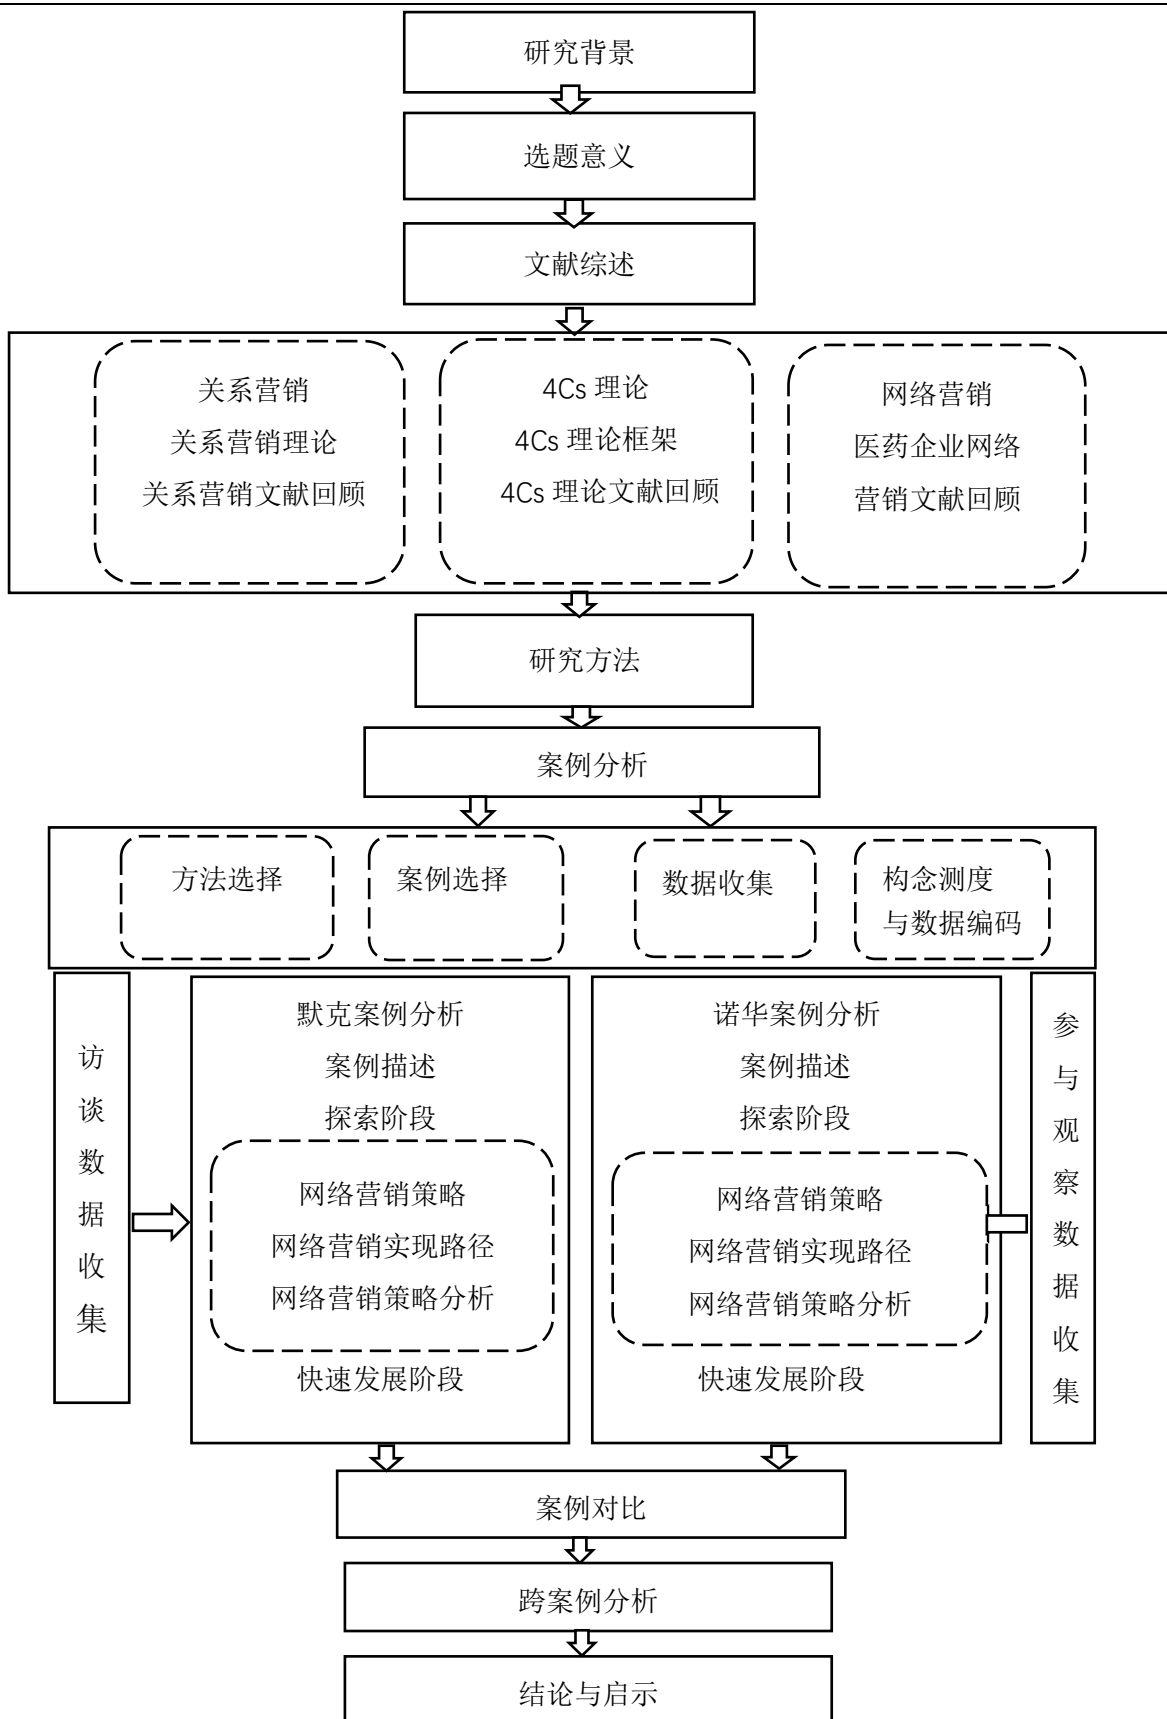 研究背景
选题意义
文献综述
关系营销
关系营销理论
关系营销文献回顾
4Cs 理论
4Cs 理论框架
4Cs 理论文献回顾
网络营销
医药企业网络
营销文献回顾
研究方法
案例分析
方法选择
案例选择
数据收集
构念测度
与数据编码
访谈数据收集
默克案例分析
案例描述
探索阶段
网络营销策略
网络营销实现路径
网络营销策略分析
快速发展阶段
诺华案例分析
案例描述
探索阶段
网络营销策略
网络营销实现路径
网络营销策略分析
快速发展阶段
参与观察数据收集
案例对比
跨案例分析
结论与启示